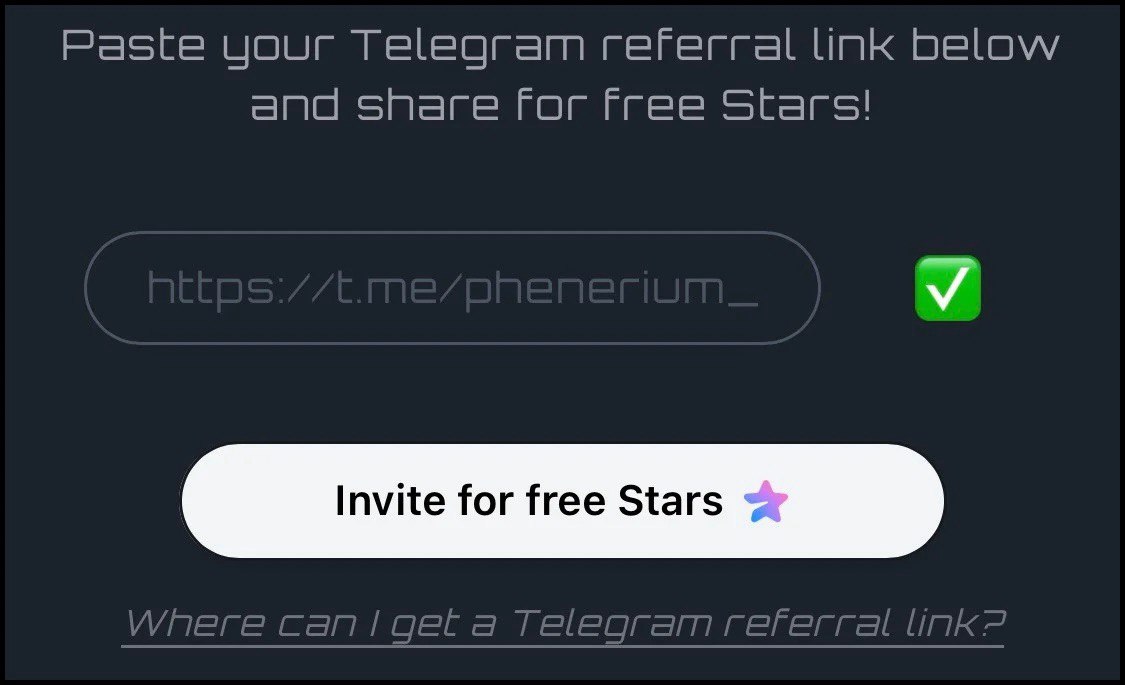 Paste your Telegram referral link below
and share for free Stars!
https://t.me/phenerium_
Invite for free Stars
Where can I get a Telegram referral link?